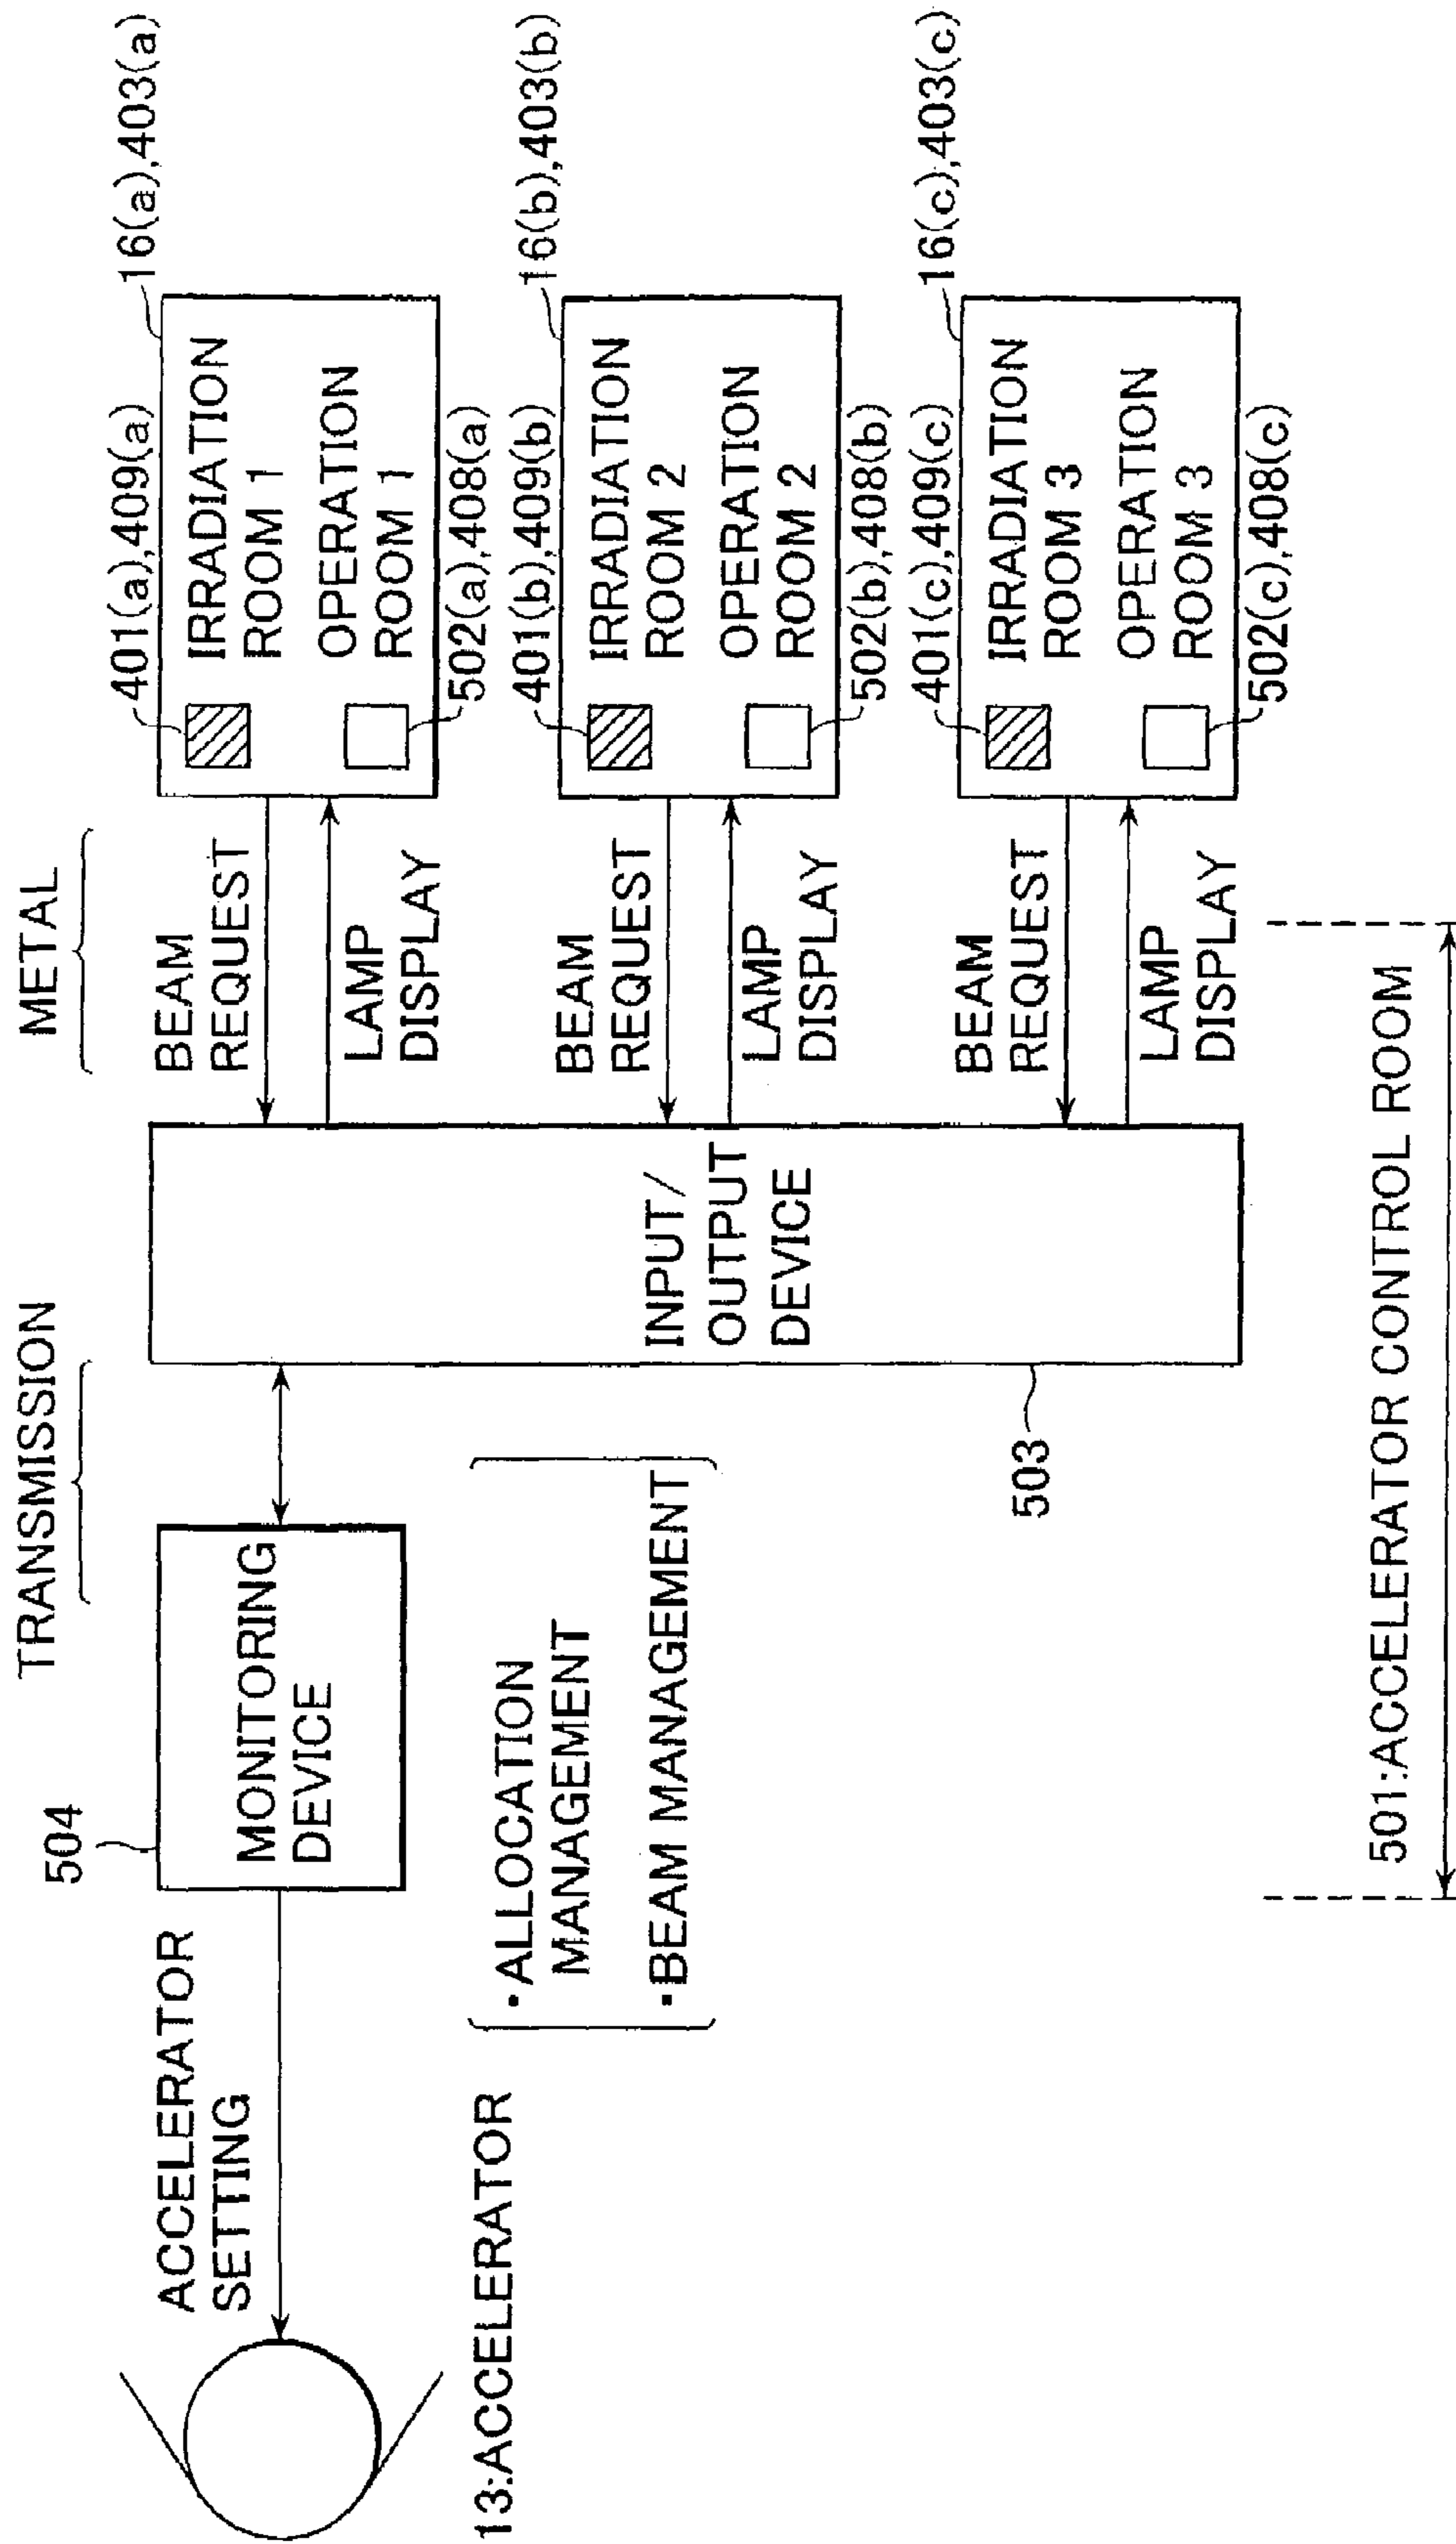 TRANSMISSION
METAL
504
MONITORING
DEVICE
ACCELERATOR
SETTING
13:ACCELERATOR
・ALLOCATION
MANAGEMENT
・BEAM MANAGEMENT
INPUT/
OUTPUT
DEVICE
503
BEAM
REQUEST
LAMP
DISPLAY
401(a),409(a)
16(a),403(a)
IRRADIATION
ROOM 1
OPERATION
ROOM 1
502(a),408(a)
BEAM
REQUEST
LAMP
DISPLAY
401(b),409(b)
16(b),403(b)
IRRADIATION
ROOM 2
OPERATION
ROOM 2
502(b),408(b)
BEAM
REQUEST
LAMP
DISPLAY
401(c),409(c)
16(c),403(c)
IRRADIATION
ROOM 3
OPERATION
ROOM 3
502(c),408(c)
501:ACCELERATOR CONTROL ROOM